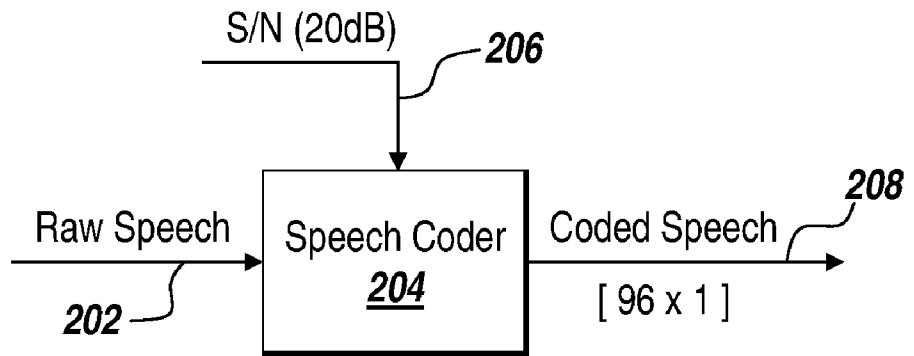 S/N (20dB)
206
Raw Speech
202
Speech Coder
204
Coded Speech
208
[ 96 x 1 ]